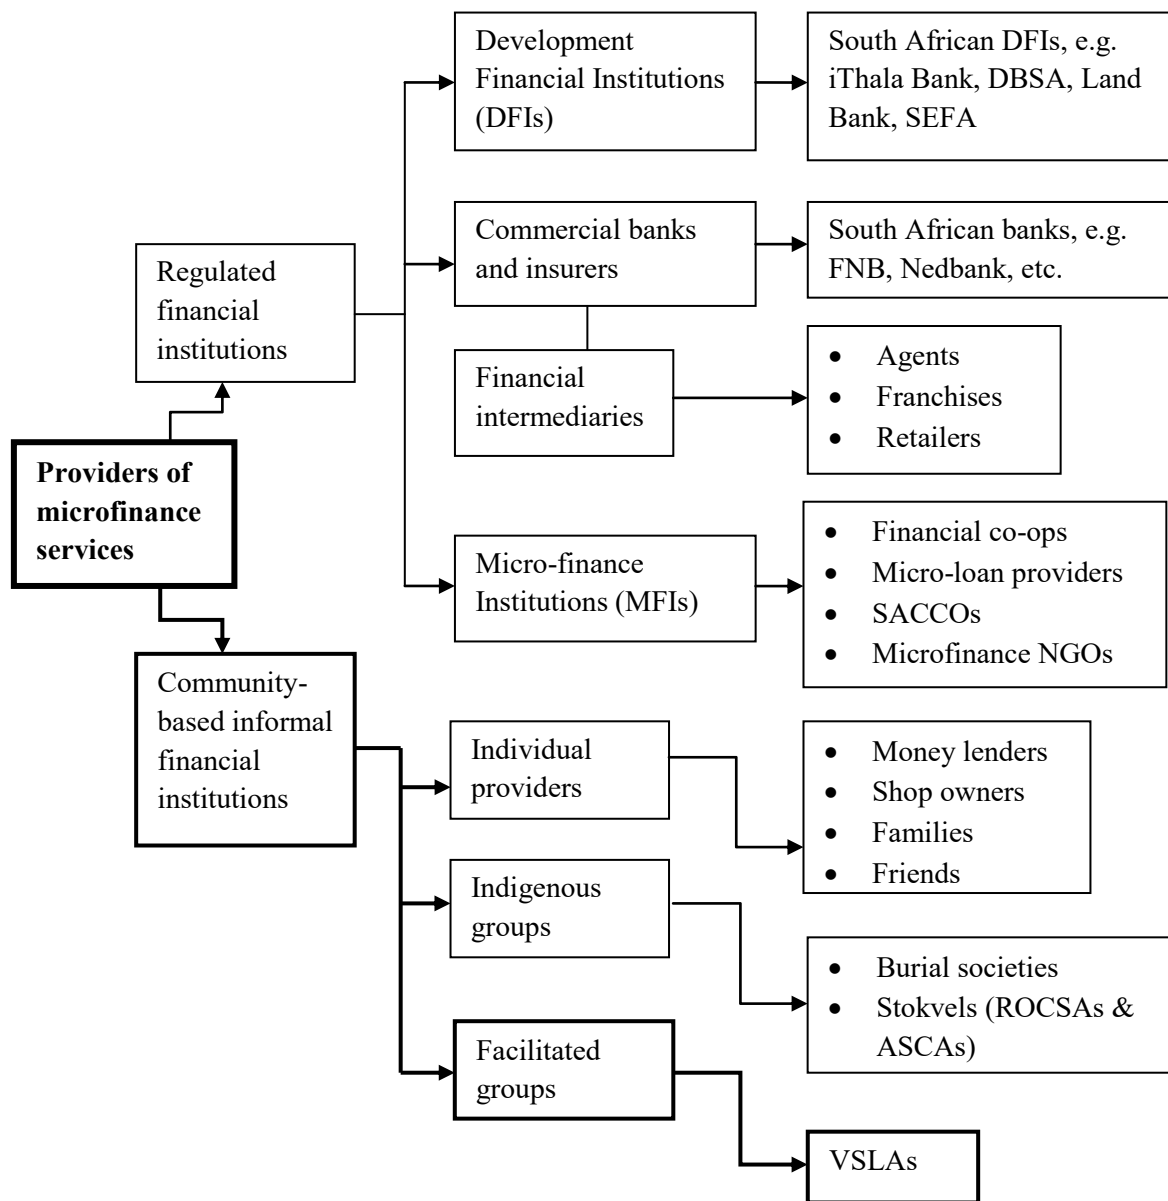 Development
Financial Institutions
(DFIs)
South African DFIs, e.g.
iThala Bank, DBSA, Land
Bank, SEFA
Commercial banks
and insurers
South African banks, e.g.
FNB, Nedbank, etc.
Regulated
financial
institutions
Financial
intermediaries
• Agents
• Franchises
• Retailers
Providers of
microfinance
services
Micro-finance
Institutions (MFIs)
• Financial co-ops
• Micro-loan providers
• SACCOs
• Microfinance NGOs
Community-
based informal
financial
institutions
Individual
providers
• Money lenders
• Shop owners
• Families
• Friends
Indigenous
groups
• Burial societies
• Stokvels (ROCSAs &
ASCAs)
Facilitated
groups
VSLAs